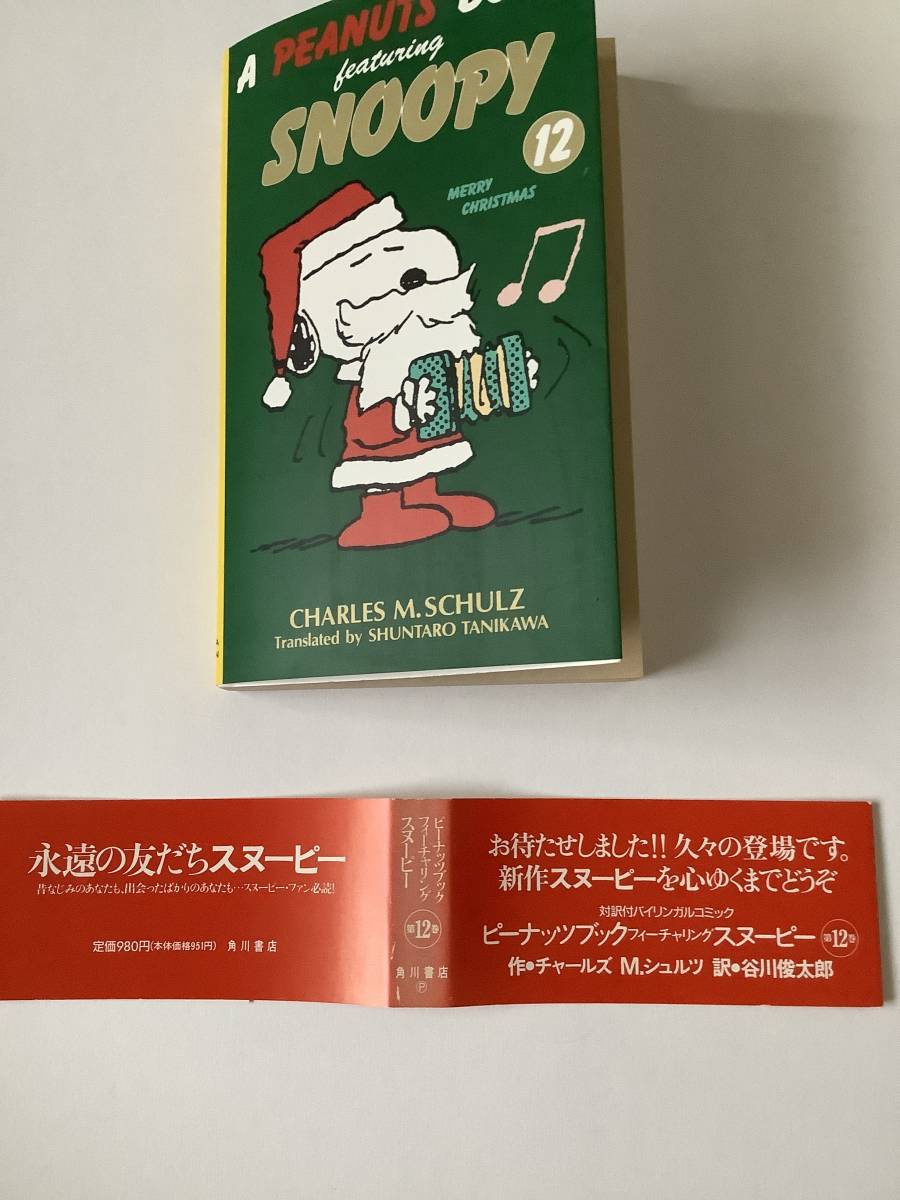 A PEANUTS
featuring
SNOOPY
12
MERRY
CHRISTMAS
CHARLES M. SCHULZ
Translated by SHUNTARO TANIKAWA
永遠の友だちスヌーピー
昔なじみのあなたも、出会ったばかりのあなたも…スヌーピー・ファン必読!
定価980円(本体価格951円) 角川書店
ピーナッツブック
フィーチャリング
スヌーピー
第12巻
角川書店
P
お待たせしました!! 久々の登場です。
新作スヌーピーを心ゆくまでどうぞ
対訳付バイリンガルコミック
ピーナッツブックフィーチャリングスヌーピー 第12巻
作●チャールズ M.シュルツ 訳●谷川俊太郎